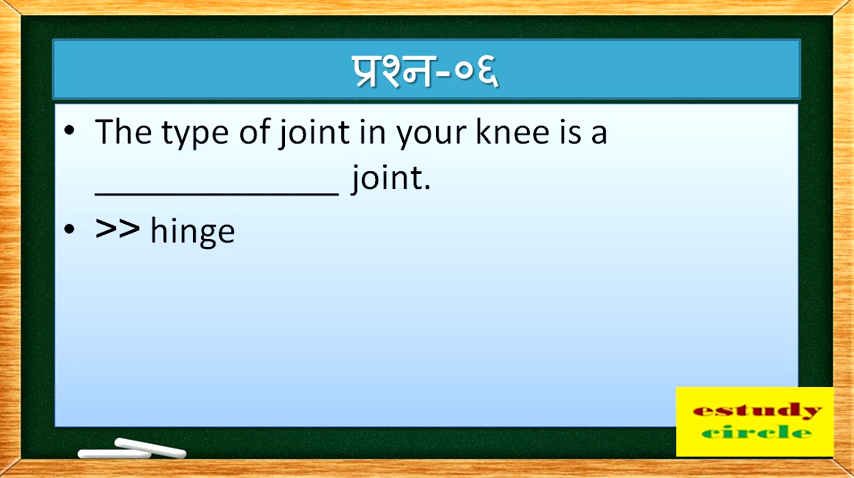 प्रश्न-०६
• The type of joint in your knee is a
______________ joint.
• >> hinge
estudy
circle